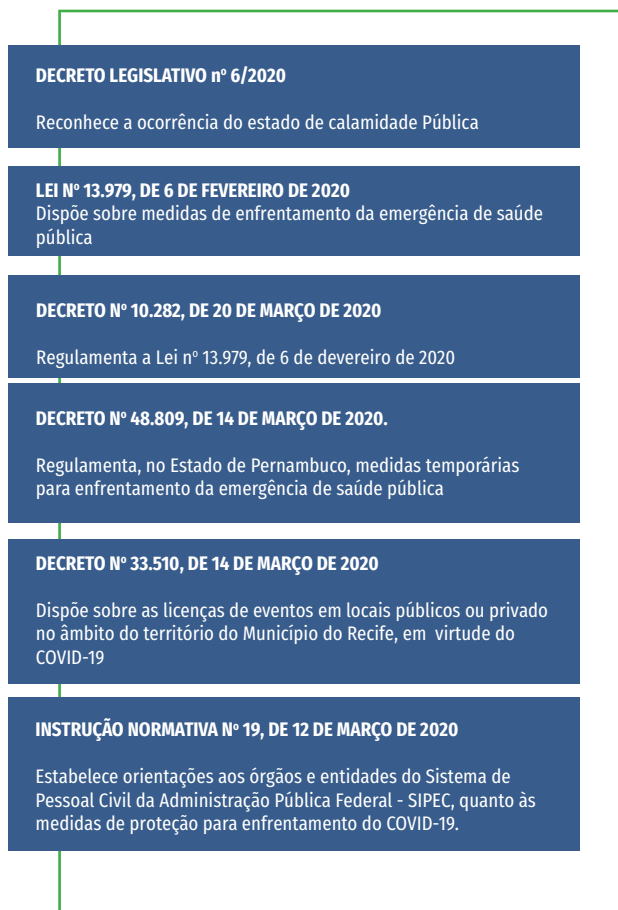 DECRETO LEGISLATIVO nº 6/2020
Reconhece a ocorrência do estado de calamidade Pública
LEI Nº 13.979, DE 6 DE FEVEREIRO DE 2020
Dispõe sobre medidas de enfrentamento da emergência de saúde
pública
DECRETO Nº 10.282, DE 20 DE MARÇO DE 2020
Regulamenta a Lei nº 13.979, de 6 de devereiro de 2020
DECRETO Nº 48.809, DE 14 DE MARÇO DE 2020.
Regulamenta, no Estado de Pernambuco, medidas temporárias
para enfrentamento da emergência de saúde pública
DECRETO Nº 33.510, DE 14 DE MARÇO DE 2020
Dispõe sobre as licenças de eventos em locais públicos ou privado
no âmbito do território do Município do Recife, em virtude do
COVID-19
INSTRUÇÃO NORMATIVA Nº 19, DE 12 DE MARÇO DE 2020
Estabelece orientações aos órgãos e entidades do Sistema de
Pessoal Civil da Administração Pública Federal - SIPEC, quanto às
medidas de proteção para enfrentamento do COVID-19.